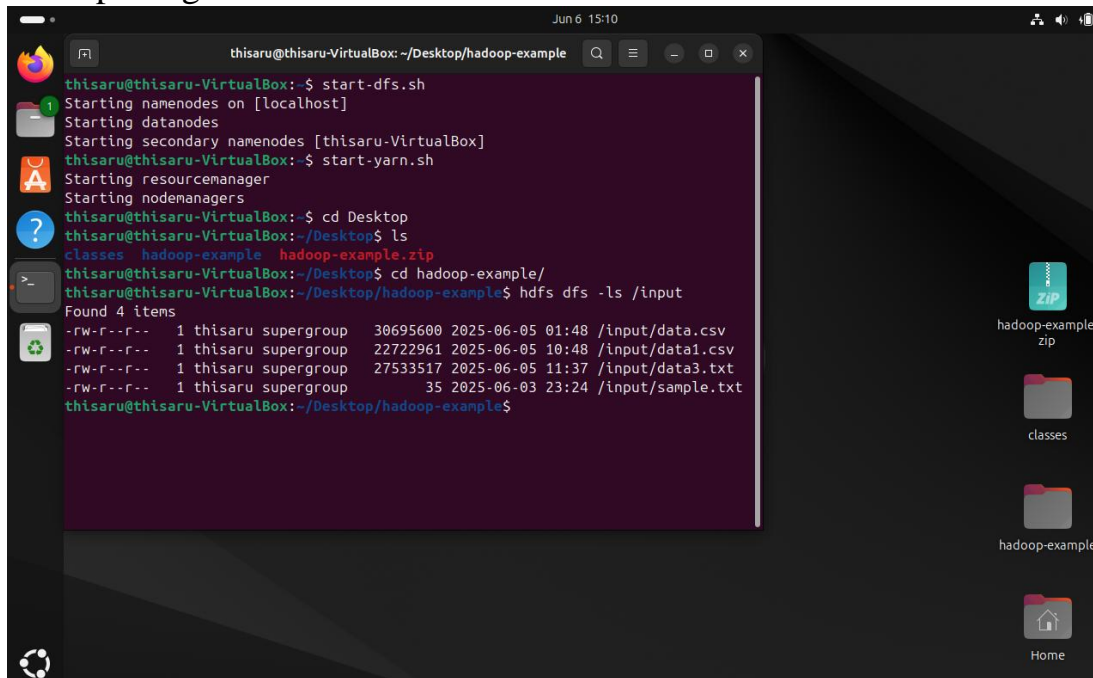 Jun 6 15:10
thisaru@thisaru-VirtualBox: ~/Desktop/hadoop-example
thisaru@thisaru-VirtualBox:~$ start-dfs.sh
Starting namenodes on [localhost]
Starting datanodes
Starting secondary namenodes [thisaru-VirtualBox]
thisaru@thisaru-VirtualBox:~$ start-yarn.sh
Starting resourcemanager
Starting nodemanagers
thisaru@thisaru-VirtualBox:~$ cd Desktop
thisaru@thisaru-VirtualBox:~/Desktop$ ls
classes hadoop-example hadoop-example.zip
thisaru@thisaru-VirtualBox:~/Desktop$ cd hadoop-example/
thisaru@thisaru-VirtualBox:~/Desktop/hadoop-example$ hdfs dfs -ls /input
Found 4 items
-rw-r--r-- 1 thisaru supergroup 30695600 2025-06-05 01:48 /input/data.csv
-rw-r--r-- 1 thisaru supergroup 22722961 2025-06-05 10:48 /input/data1.csv
-rw-r--r-- 1 thisaru supergroup 27533517 2025-06-05 11:37 /input/data3.txt
-rw-r--r-- 1 thisaru supergroup 35 2025-06-03 23:24 /input/sample.txt
thisaru@thisaru-VirtualBox:~/Desktop/hadoop-example$
1
ZIP
hadoop-example
zip
classes
hadoop-example
Home